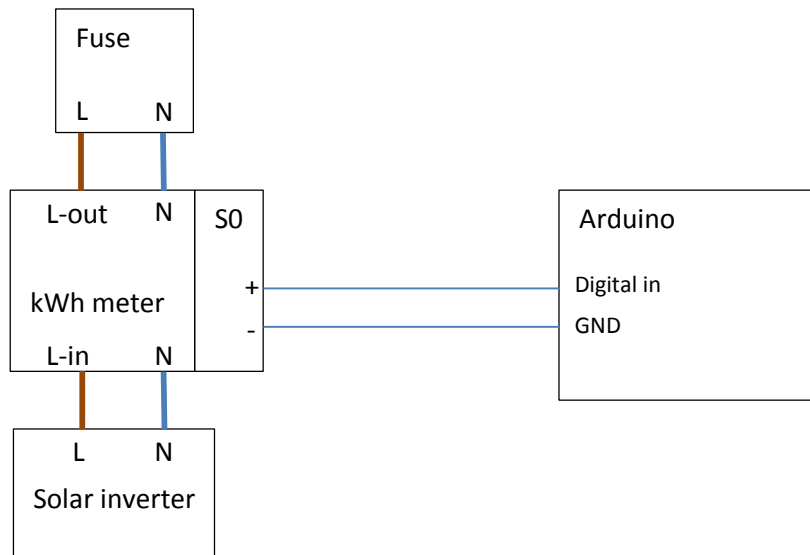 Fuse
L N
L-out N
S0
kWh meter
+
-
L-in N
L N
Solar inverter
Arduino
Digital in
GND